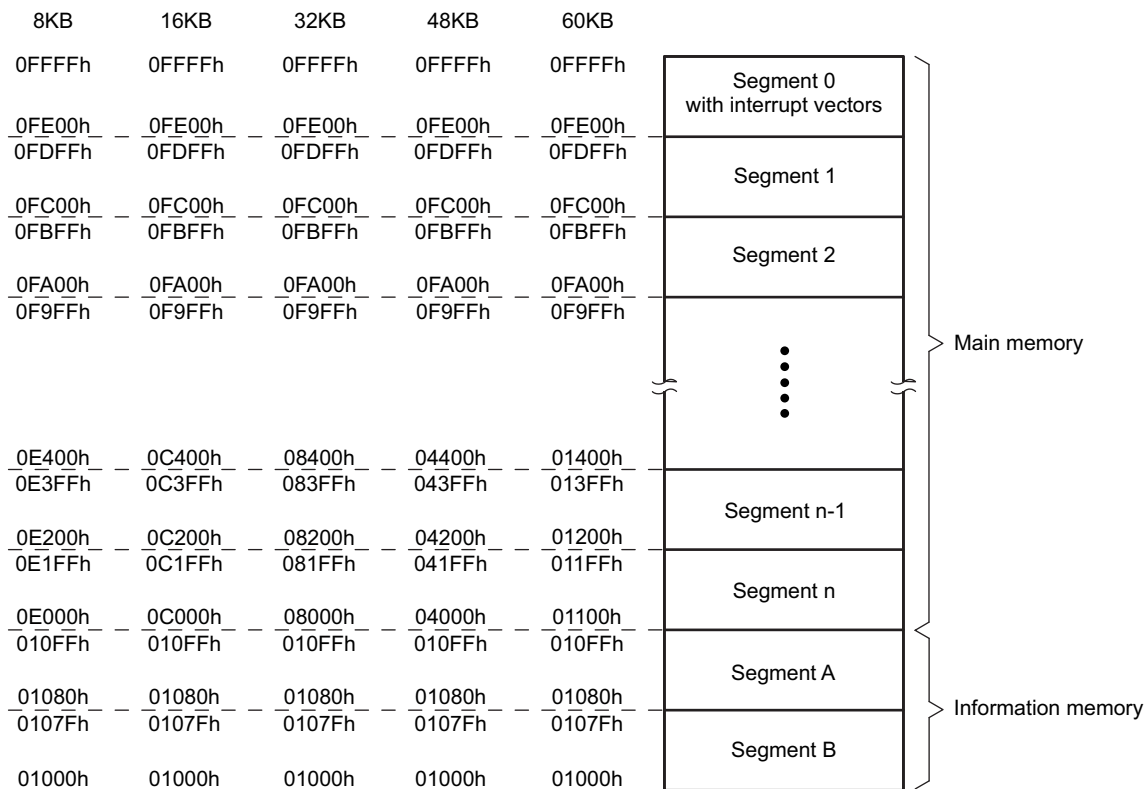 8KB 16KB 32KB 48KB 60KB
0FFFFh 0FFFFh 0FFFFh 0FFFFh 0FFFFh
Segment 0
with interrupt vectors
0FE00h 0FE00h 0FE00h 0FE00h 0FE00h
0FDFFh 0FDFFh 0FDFFh 0FDFFh 0FDFFh
Segment 1
0FC00h 0FC00h 0FC00h 0FC00h 0FC00h
0FBFFh 0FBFFh 0FBFFh 0FBFFh 0FBFFh
Segment 2
0FA00h 0FA00h 0FA00h 0FA00h 0FA00h
0F9FFh 0F9FFh 0F9FFh 0F9FFh 0F9FFh
Main memory
0E400h 0C400h 08400h 04400h 01400h
0E3FFh 0C3FFh 083FFh 043FFh 013FFh
Segment n-1
0E200h 0C200h 08200h 04200h 01200h
0E1FFh 0C1FFh 081FFh 041FFh 011FFh
Segment n
0E000h 0C000h 08000h 04000h 01100h
010FFh 010FFh 010FFh 010FFh 010FFh
Segment A
01080h 01080h 01080h 01080h 01080h
0107Fh 0107Fh 0107Fh 0107Fh 0107Fh
Information memory
Segment B
01000h 01000h 01000h 01000h 01000h